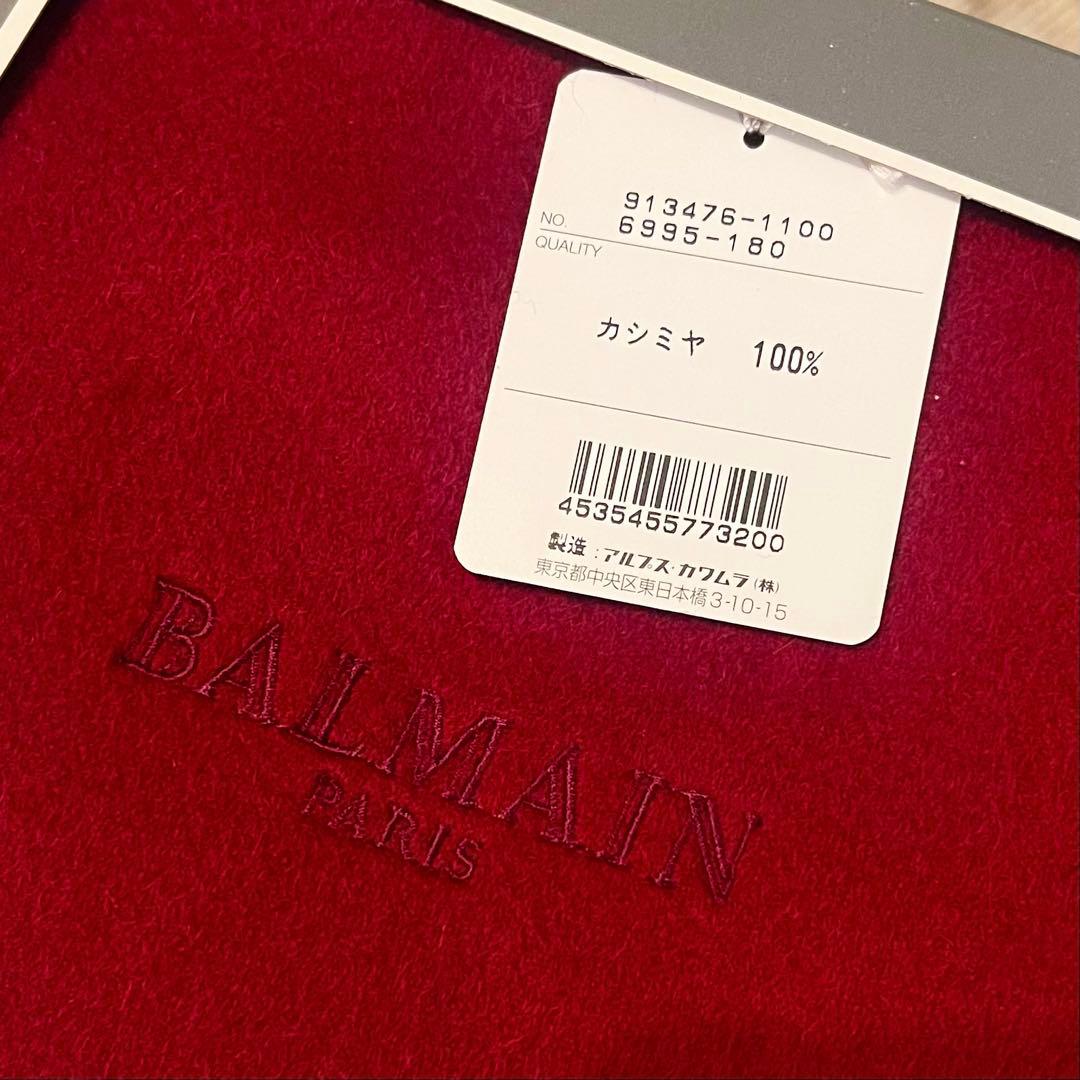 913476-1100
NO. 6995-180
QUALITY
カシミヤ 100%
4535455773200
製造:アルプス・カワムラ(株)
東京都中央区東日本橋3-10-15
BALMAIN
PARIS